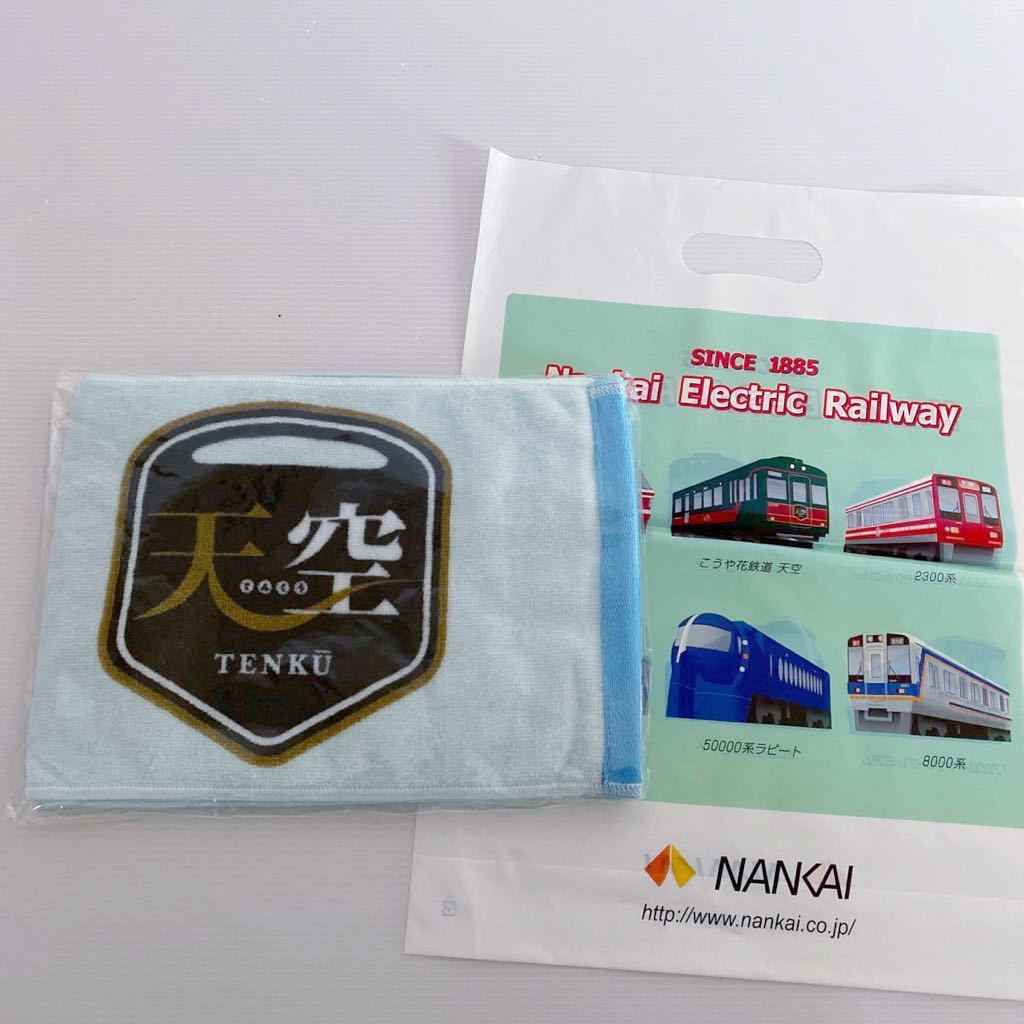 天空
てんくう
TENKŪ
SINCE 1885
Nankai Electric Railway
こうや花鉄道 天空
2300系
50000系ラピート
8000系
NANKAI
http://www.nankai.co.jp/